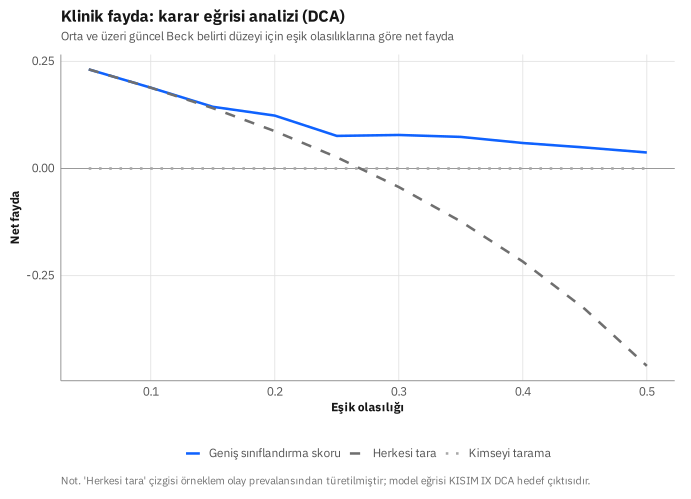 Klinik fayda: karar eğrisi analizi (DCA)
Orta ve üzeri güncel Beck belirti düzeyi için eşik olasılıklarına göre net fayda
0.25
0.00
-0.25
Net fayda
0.1 0.2 0.3 0.4 0.5
Eşik olasılığı
Geniş sınıflandırma skoru Herkesi tara Kimseyi tarama
Not. 'Herkesi tara' çizgisi örneklem olay prevalansından türetilmiştir; model eğrisi KISIM IX DCA hedef çıktısıdır.